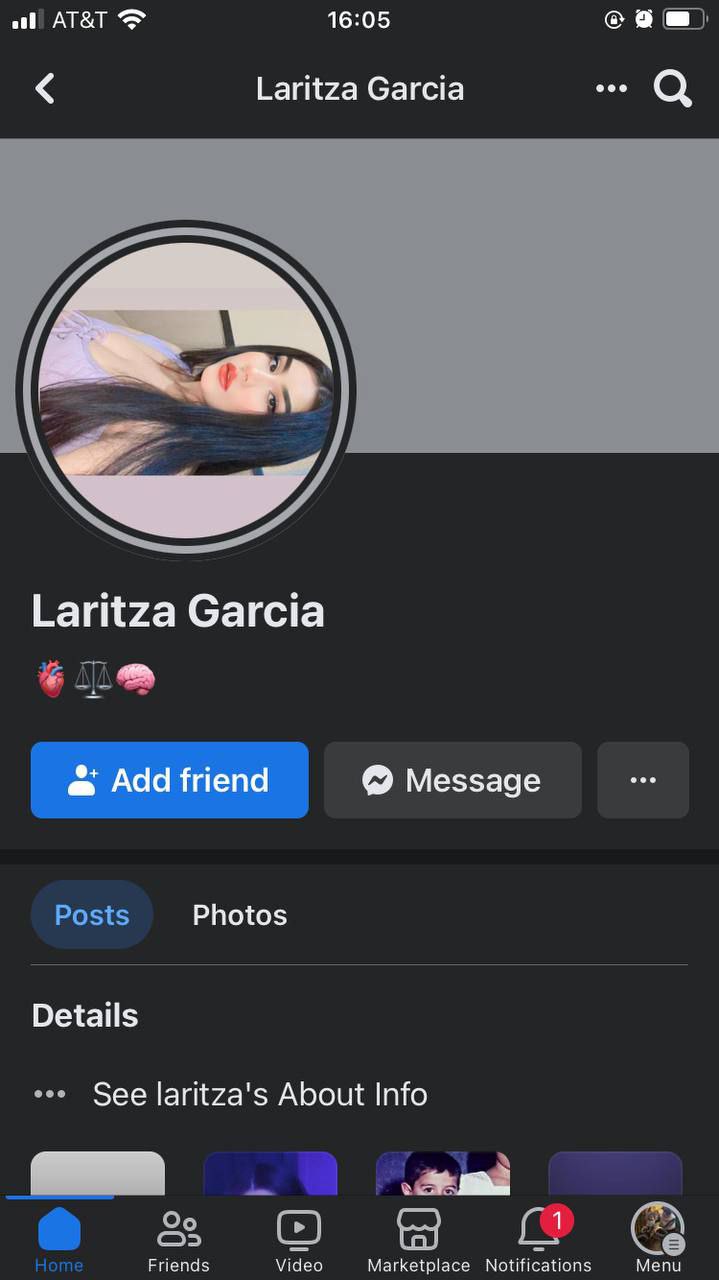 AT&T 16:05
Laritza Garcia
Laritza Garcia
🫀⚖️🧠
Add friend Message
Posts Photos
Details
See laritza's About Info
1
Home Friends Video Marketplace Notifications Menu